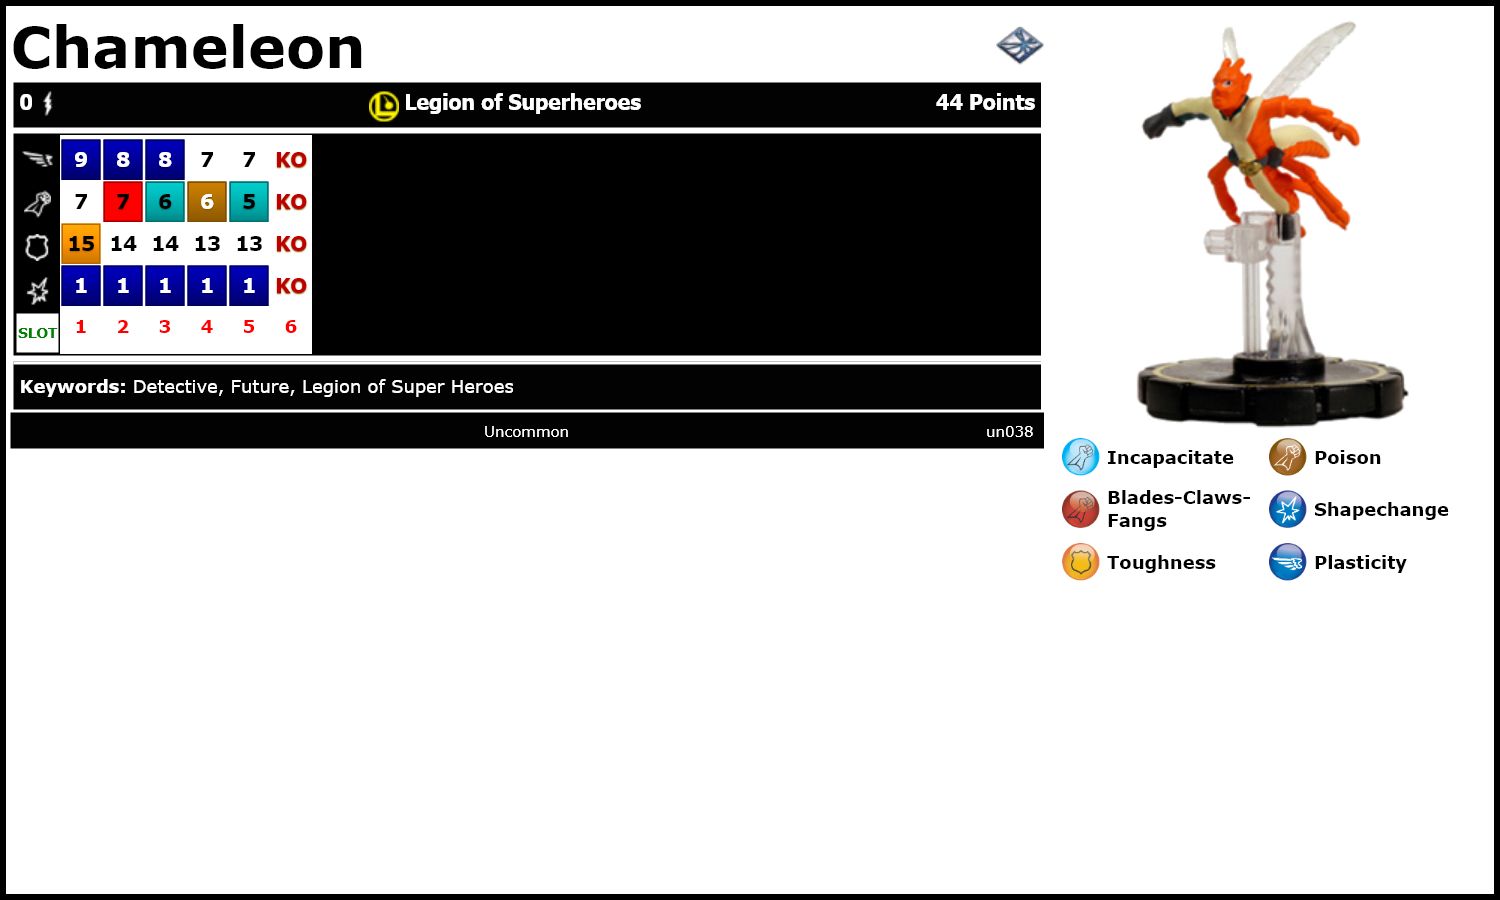 Chameleon
0 Legion of Superheroes 44 Points
9 8 8 7 7 KO
7 7 6 6 5 KO
15 14 14 13 13 KO
1 1 1 1 1 KO
SLOT 1 2 3 4 5 6
Keywords: Detective, Future, Legion of Super Heroes
Uncommon un038
Incapacitate Poison
Blades-Claws-
Fangs Shapechange
Toughness Plasticity